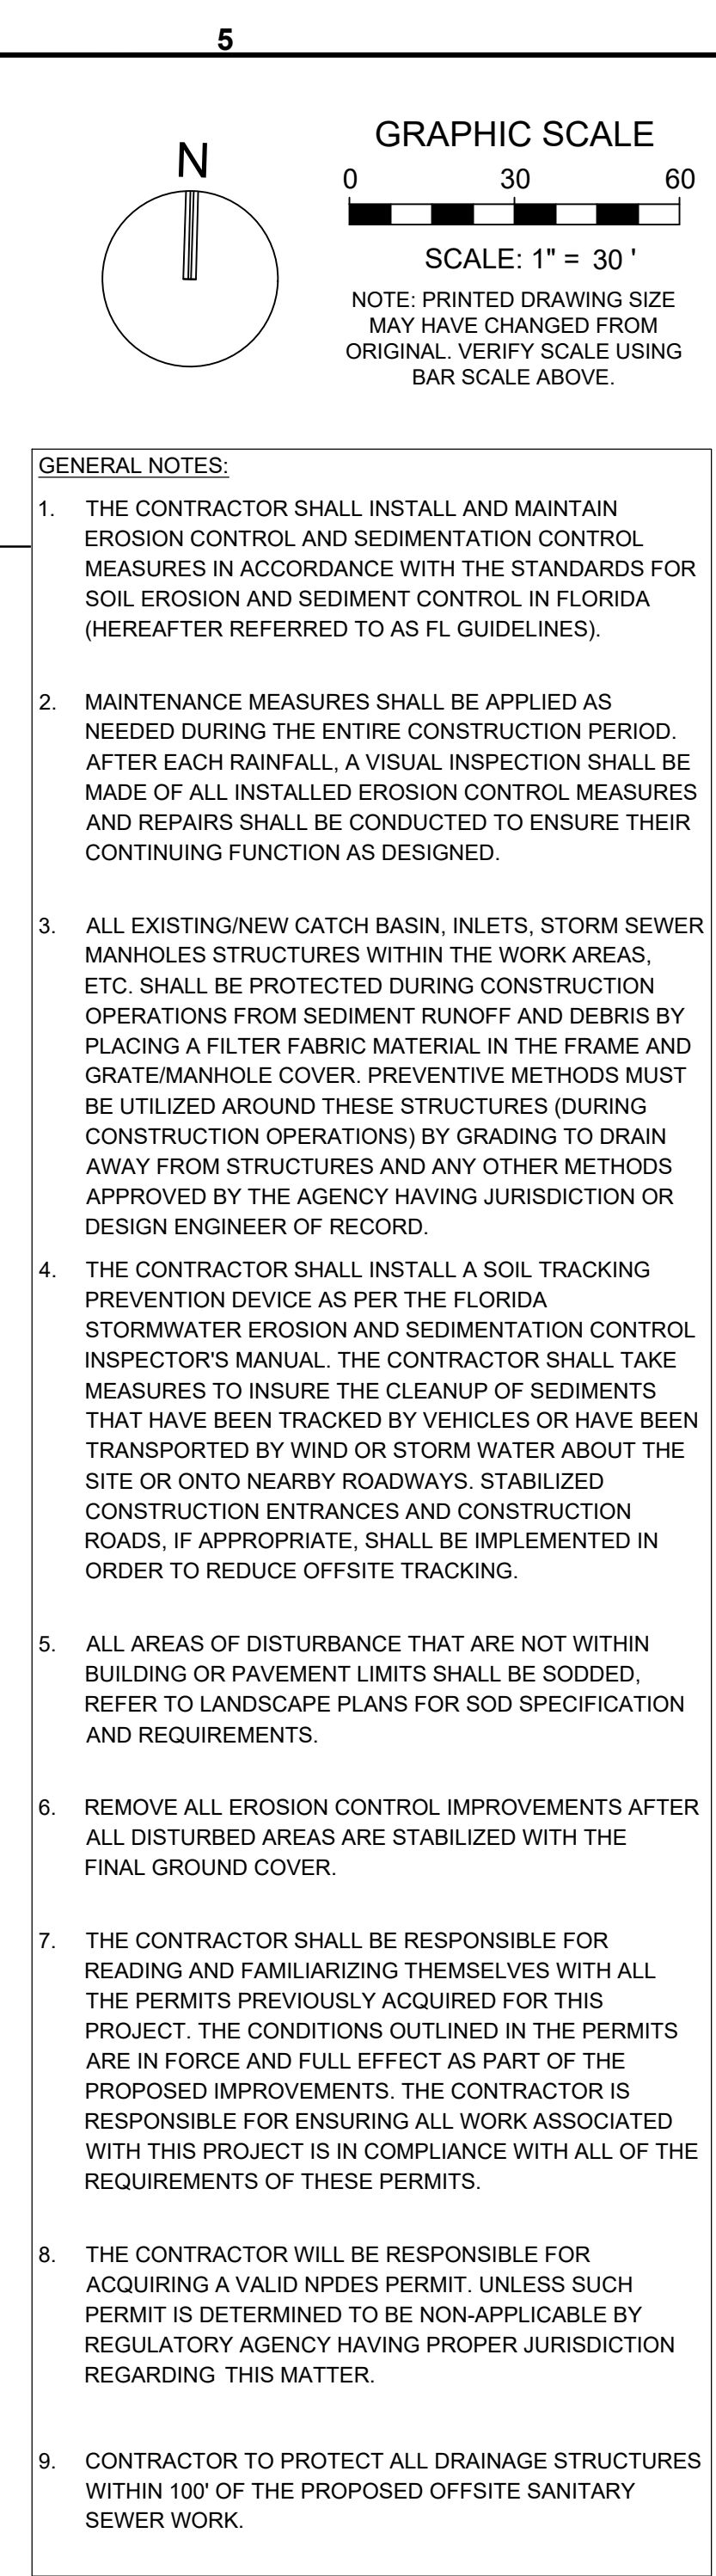 5
N
GRAPHIC SCALE
0 30 60
SCALE: 1" = 30 '
NOTE: PRINTED DRAWING SIZE
MAY HAVE CHANGED FROM
ORIGINAL. VERIFY SCALE USING
BAR SCALE ABOVE.
GENERAL NOTES:
1. THE CONTRACTOR SHALL INSTALL AND MAINTAIN
EROSION CONTROL AND SEDIMENTATION CONTROL
MEASURES IN ACCORDANCE WITH THE STANDARDS FOR
SOIL EROSION AND SEDIMENT CONTROL IN FLORIDA
(HEREAFTER REFERRED TO AS FL GUIDELINES).
2. MAINTENANCE MEASURES SHALL BE APPLIED AS
NEEDED DURING THE ENTIRE CONSTRUCTION PERIOD.
AFTER EACH RAINFALL, A VISUAL INSPECTION SHALL BE
MADE OF ALL INSTALLED EROSION CONTROL MEASURES
AND REPAIRS SHALL BE CONDUCTED TO ENSURE THEIR
CONTINUING FUNCTION AS DESIGNED.
3. ALL EXISTING/NEW CATCH BASIN, INLETS, STORM SEWER
MANHOLES STRUCTURES WITHIN THE WORK AREAS,
ETC. SHALL BE PROTECTED DURING CONSTRUCTION
OPERATIONS FROM SEDIMENT RUNOFF AND DEBRIS BY
PLACING A FILTER FABRIC MATERIAL IN THE FRAME AND
GRATE/MANHOLE COVER. PREVENTIVE METHODS MUST
BE UTILIZED AROUND THESE STRUCTURES (DURING
CONSTRUCTION OPERATIONS) BY GRADING TO DRAIN
AWAY FROM STRUCTURES AND ANY OTHER METHODS
APPROVED BY THE AGENCY HAVING JURISDICTION OR
DESIGN ENGINEER OF RECORD.
4. THE CONTRACTOR SHALL INSTALL A SOIL TRACKING
PREVENTION DEVICE AS PER THE FLORIDA
STORMWATER EROSION AND SEDIMENTATION CONTROL
INSPECTOR'S MANUAL. THE CONTRACTOR SHALL TAKE
MEASURES TO INSURE THE CLEANUP OF SEDIMENTS
THAT HAVE BEEN TRACKED BY VEHICLES OR HAVE BEEN
TRANSPORTED BY WIND OR STORM WATER ABOUT THE
SITE OR ONTO NEARBY ROADWAYS. STABILIZED
CONSTRUCTION ENTRANCES AND CONSTRUCTION
ROADS, IF APPROPRIATE, SHALL BE IMPLEMENTED IN
ORDER TO REDUCE OFFSITE TRACKING.
5. ALL AREAS OF DISTURBANCE THAT ARE NOT WITHIN
BUILDING OR PAVEMENT LIMITS SHALL BE SODDED,
REFER TO LANDSCAPE PLANS FOR SOD SPECIFICATION
AND REQUIREMENTS.
6. REMOVE ALL EROSION CONTROL IMPROVEMENTS AFTER
ALL DISTURBED AREAS ARE STABILIZED WITH THE
FINAL GROUND COVER.
7. THE CONTRACTOR SHALL BE RESPONSIBLE FOR
READING AND FAMILIARIZING THEMSELVES WITH ALL
THE PERMITS PREVIOUSLY ACQUIRED FOR THIS
PROJECT. THE CONDITIONS OUTLINED IN THE PERMITS
ARE IN FORCE AND FULL EFFECT AS PART OF THE
PROPOSED IMPROVEMENTS. THE CONTRACTOR IS
RESPONSIBLE FOR ENSURING ALL WORK ASSOCIATED
WITH THIS PROJECT IS IN COMPLIANCE WITH ALL OF THE
REQUIREMENTS OF THESE PERMITS.
8. THE CONTRACTOR WILL BE RESPONSIBLE FOR
ACQUIRING A VALID NPDES PERMIT. UNLESS SUCH
PERMIT IS DETERMINED TO BE NON-APPLICABLE BY
REGULATORY AGENCY HAVING PROPER JURISDICTION
REGARDING THIS MATTER.
9. CONTRACTOR TO PROTECT ALL DRAINAGE STRUCTURES
WITHIN 100' OF THE PROPOSED OFFSITE SANITARY
SEWER WORK.